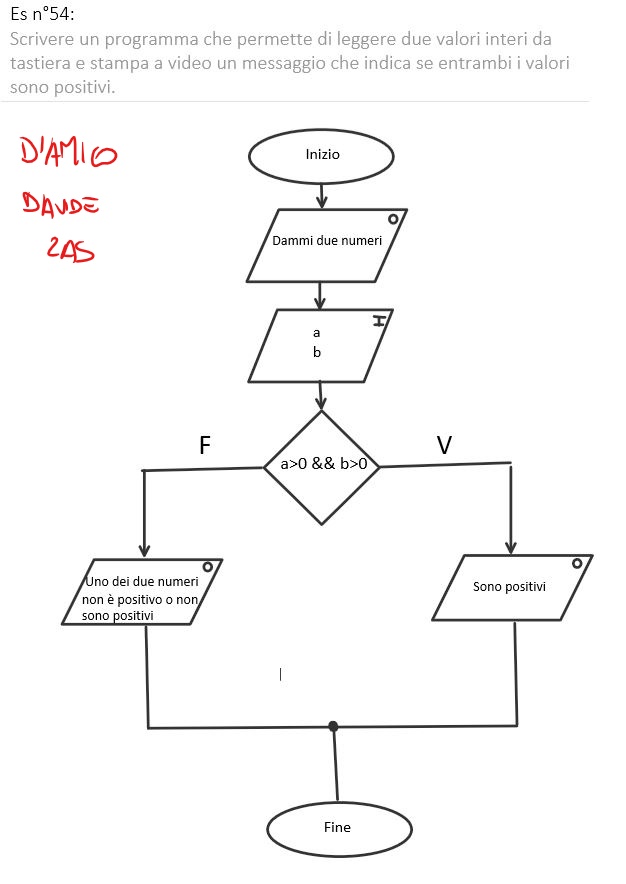 Es n°54:
Scrivere un programma che permette di leggere due valori interi da
tastiera e stampa a video un messaggio che indica se entrambi i valori
sono positivi.
D'AMICO
DAVIDE
2AS
Inizio
O
Dammi due numeri
I
a
b
F
V
a>0 && b>0
O
Uno dei due numeri
non è positivo o non
sono positivi
O
Sono positivi
Fine